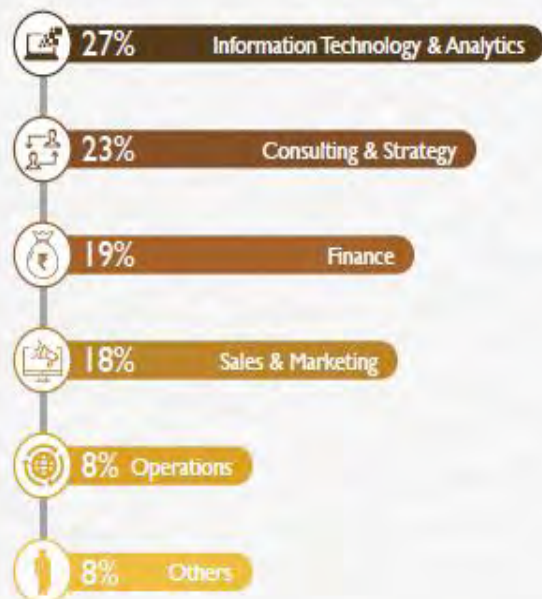 27% Information Technology & Analytics
23% Consulting & Strategy
₹
19% Finance
18% Sales & Marketing
8% Operations
8% Others